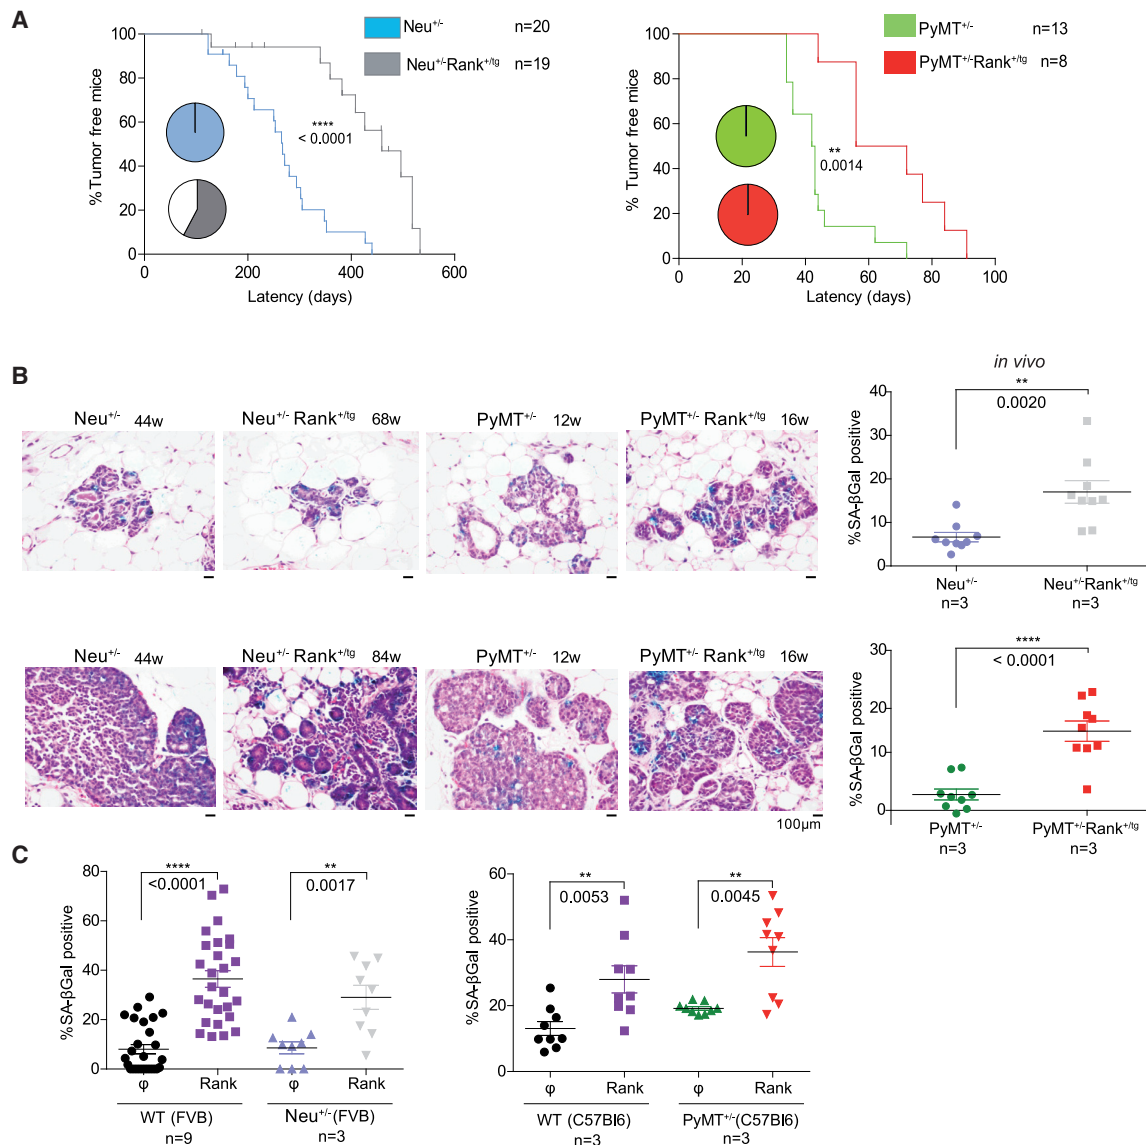 A
Neu+/- n=20
Neu+/-Rank+/tg n=19
% Tumor free mice
100
80
60
40
20
0
****
< 0.0001
0 200 400 600
Latency (days)
PyMT+/- n=13
PyMT+/-Rank+/tg n=8
% Tumor free mice
100
80
60
40
20
0
**
0.0014
0 20 40 60 80 100
Latency (days)
B
Neu+/- 44w
Neu+/- Rank+/tg 68w
PyMT+/- 12w
PyMT+/- Rank+/tg 16w
in vivo
**
0.0020
%SA-βGal positive
40
30
20
10
0
Neu+/- Neu+/-Rank+/tg
n=3 n=3
Neu+/- 44w
Neu+/- Rank+/tg 84w
PyMT+/- 12w
PyMT+/- Rank+/tg 16w
100μm
****
< 0.0001
%SA-βGal positive
30
20
10
0
PyMT+/- PyMT+/-Rank+/tg
n=3 n=3
C
%SA-βGal positive
80
60
40
20
0
****
<0.0001
**
0.0017
φ Rank φ Rank
WT (FVB) Neu+/-(FVB)
n=9 n=3
%SA-βGal positive
60
40
20
0
**
0.0053
**
0.0045
φ Rank φ Rank
WT (C57Bl6) PyMT+/-(C57Bl6)
n=3 n=3